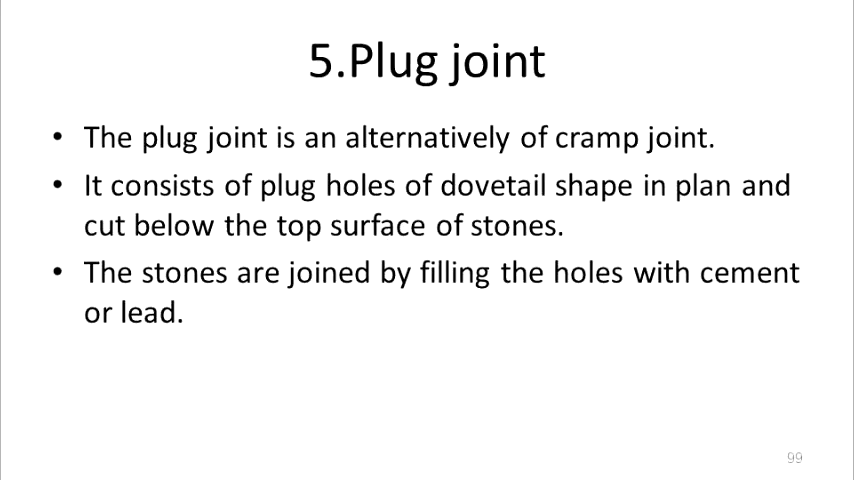 5.Plug joint
• The plug joint is an alternatively of cramp joint.
• It consists of plug holes of dovetail shape in plan and
cut below the top surface of stones.
• The stones are joined by filling the holes with cement
or lead.
99